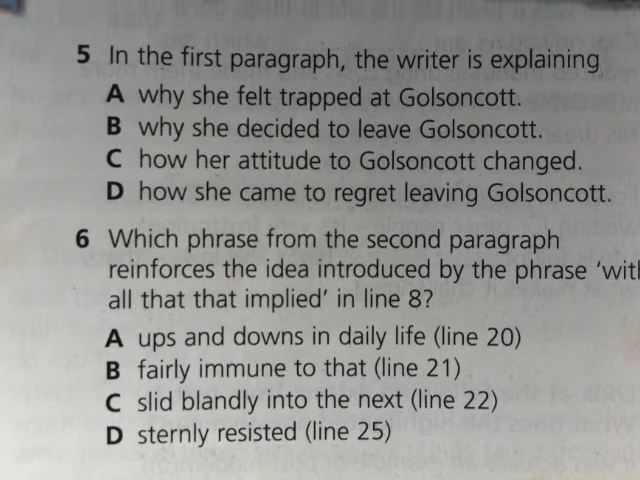 5 In the first paragraph, the writer is explaining
A why she felt trapped at Golsoncott.
B why she decided to leave Golsoncott.
C how her attitude to Golsoncott changed.
D how she came to regret leaving Golsoncott.
6 Which phrase from the second paragraph
reinforces the idea introduced by the phrase 'with
all that that implied' in line 8?
A ups and downs in daily life (line 20)
B fairly immune to that (line 21)
C slid blandly into the next (line 22)
D sternly resisted (line 25)